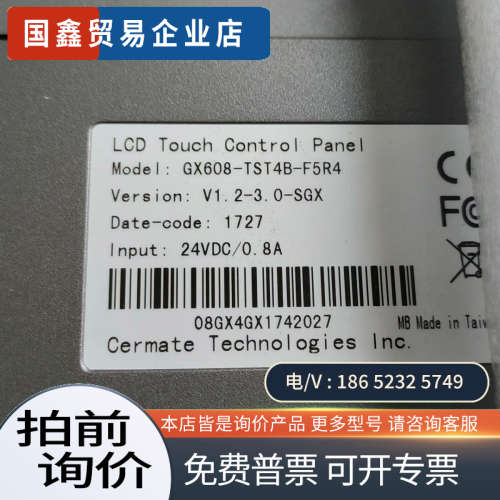 国鑫贸易企业店
LCD Touch Control Panel
Model: GX608-TST4B-F5R4
Version: V1.2-3.0-SGX
Date-code: 1727
Input: 24VDC/0.8A
08GX4GX1742027
MB Made in Taiw
Cermate Technologies Inc.
电/V : 186 5232 5749
拍前
询价
本店皆是询价产品 更多型号 请咨询客服
免费普票 可开专票